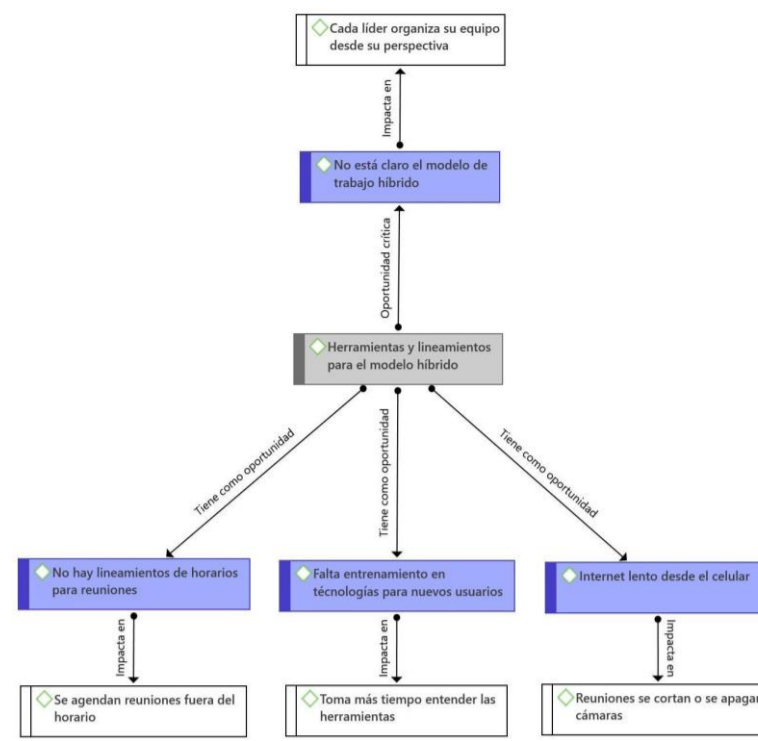 Cada líder organiza su equipo
desde su perspectiva
Impacta en
No está claro el modelo de
trabajo híbrido
Oportunidad crítica
Herramientas y lineamientos
para el modelo híbrido
Tiene como oportunidad
Tiene como oportunidad
Tiene como oportunidad
No hay lineamientos de horarios
para reuniones
Falta entrenamiento en
técnologías para nuevos usuarios
Internet lento desde el celular
Impacta en
Impacta en
Impacta en
Se agendan reuniones fuera del
horario
Toma más tiempo entender las
herramientas
Reuniones se cortan o se apagan
cámaras